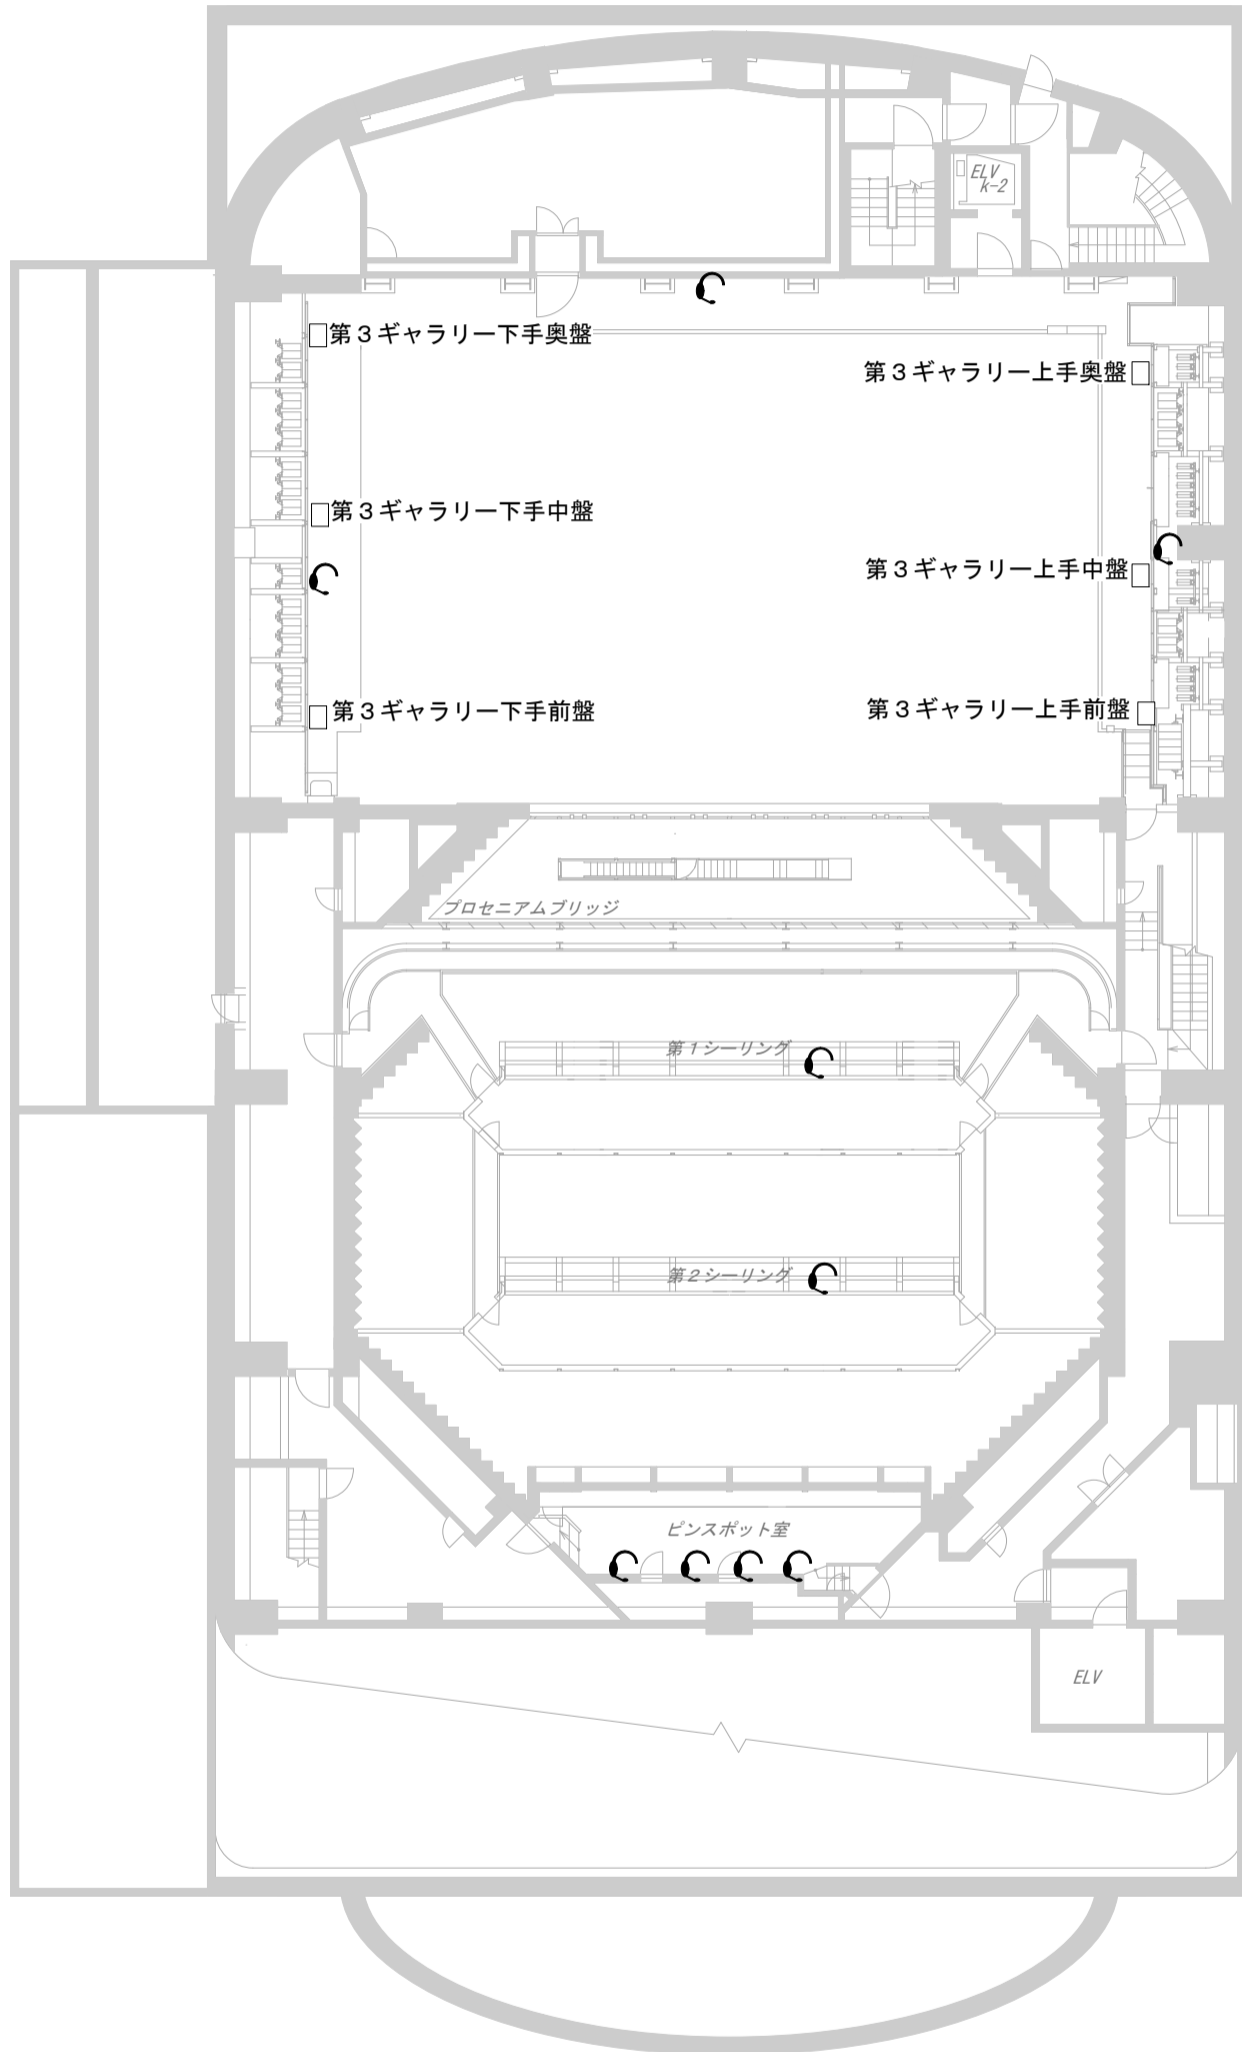 ELV
k-2
第３ギャラリー下手奥盤
第３ギャラリー上手奥盤
第３ギャラリー下手中盤
第３ギャラリー上手中盤
第３ギャラリー下手前盤
第３ギャラリー上手前盤
プロセニアムブリッジ
第１シーリング
第２シーリング
ピンスポット室
ELV